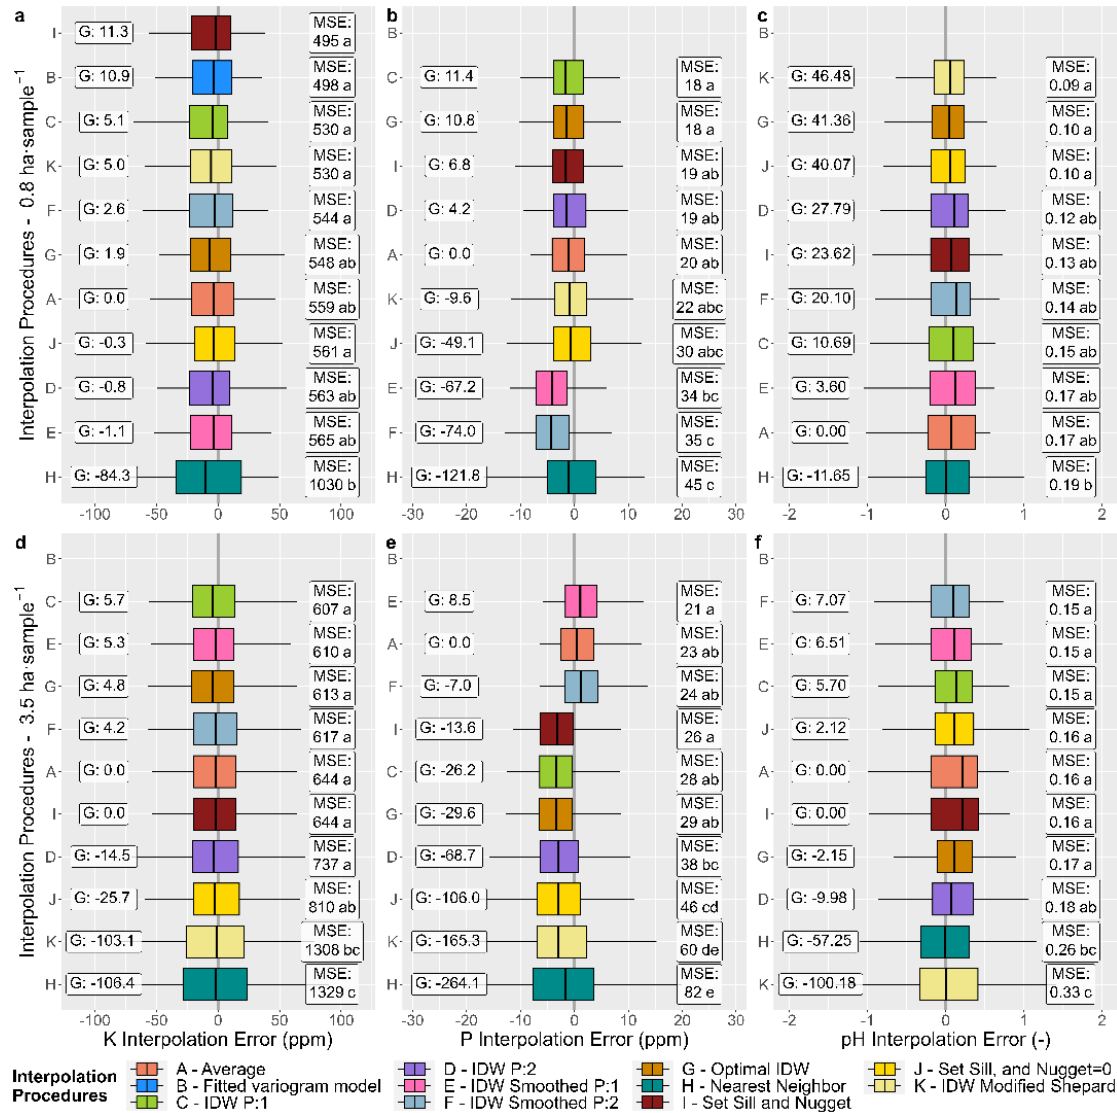 a
b
c
Interpolation Procedures - 0.8 ha·sample⁻¹
I
G: 11.3
MSE:
495 a
B
G: 10.9
MSE:
498 a
C
G: 5.1
MSE:
530 a
K
G: 5.0
MSE:
530 a
F
G: 2.6
MSE:
544 a
G
G: 1.9
MSE:
548 ab
A
G: 0.0
MSE:
559 ab
J
G: -0.3
MSE:
561 a
D
G: -0.8
MSE:
563 ab
E
G: -1.1
MSE:
565 ab
H
G: -84.3
MSE:
1030 b
-100 -50 0 50 100
B
C
G: 11.4
MSE:
18 a
G
G: 10.8
MSE:
18 a
I
G: 6.8
MSE:
19 ab
D
G: 4.2
MSE:
19 ab
A
G: 0.0
MSE:
20 ab
K
G: -9.6
MSE:
22 abc
J
G: -49.1
MSE:
30 abc
E
G: -67.2
MSE:
34 bc
F
G: -74.0
MSE:
35 c
H
G: -121.8
MSE:
45 c
-30 -20 -10 0 10 20 30
B
K
G: 46.48
MSE:
0.09 a
G
G: 41.36
MSE:
0.10 a
J
G: 40.07
MSE:
0.10 a
D
G: 27.79
MSE:
0.12 ab
I
G: 23.62
MSE:
0.13 ab
F
G: 20.10
MSE:
0.14 ab
C
G: 10.69
MSE:
0.15 ab
E
G: 3.60
MSE:
0.17 ab
A
G: 0.00
MSE:
0.17 ab
H
G: -11.65
MSE:
0.19 b
-2 -1 0 1 2
d
e
f
Interpolation Procedures - 3.5 ha·sample⁻¹
B
C
G: 5.7
MSE:
607 a
E
G: 5.3
MSE:
610 a
G
G: 4.8
MSE:
613 a
F
G: 4.2
MSE:
617 a
A
G: 0.0
MSE:
644 a
I
G: 0.0
MSE:
644 a
D
G: -14.5
MSE:
737 a
J
G: -25.7
MSE:
810 ab
K
G: -103.1
MSE:
1308 bc
H
G: -106.4
MSE:
1329 c
-100 -50 0 50 100
K Interpolation Error (ppm)
B
E
G: 8.5
MSE:
21 a
A
G: 0.0
MSE:
23 ab
F
G: -7.0
MSE:
24 ab
I
G: -13.6
MSE:
26 a
C
G: -26.2
MSE:
28 ab
G
G: -29.6
MSE:
29 ab
D
G: -68.7
MSE:
38 bc
J
G: -106.0
MSE:
46 cd
K
G: -165.3
MSE:
60 de
H
G: -264.1
MSE:
82 e
-30 -20 -10 0 10 20 30
P Interpolation Error (ppm)
B
F
G: 7.07
MSE:
0.15 a
E
G: 6.51
MSE:
0.15 a
C
G: 5.70
MSE:
0.15 a
J
G: 2.12
MSE:
0.16 a
A
G: 0.00
MSE:
0.16 a
I
G: 0.00
MSE:
0.16 a
G
G: -2.15
MSE:
0.17 a
D
G: -9.98
MSE:
0.18 ab
H
G: -57.25
MSE:
0.26 bc
K
G: -100.18
MSE:
0.33 c
-2 -1 0 1 2
pH Interpolation Error (-)
Interpolation
Procedures
A - Average
B - Fitted variogram model
C - IDW P:1
D - IDW P:2
E - IDW Smoothed P:1
F - IDW Smoothed P:2
G - Optimal IDW
H - Nearest Neighbor
I - Set Sill and Nugget
J - Set Sill, and Nugget=0
K - IDW Modified Shepard